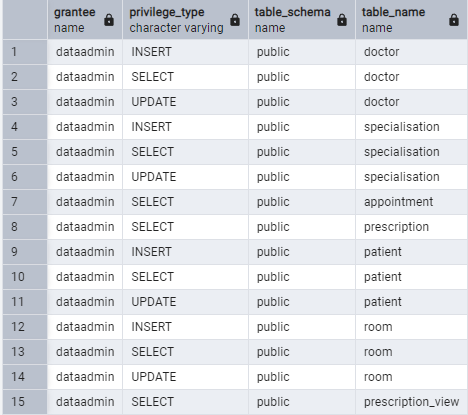 grantee privilege_type table_schema table_name
name character varying name name
1 dataadmin INSERT public doctor
2 dataadmin SELECT public doctor
3 dataadmin UPDATE public doctor
4 dataadmin INSERT public specialisation
5 dataadmin SELECT public specialisation
6 dataadmin UPDATE public specialisation
7 dataadmin SELECT public appointment
8 dataadmin SELECT public prescription
9 dataadmin INSERT public patient
10 dataadmin SELECT public patient
11 dataadmin UPDATE public patient
12 dataadmin INSERT public room
13 dataadmin SELECT public room
14 dataadmin UPDATE public room
15 dataadmin SELECT public prescription_view